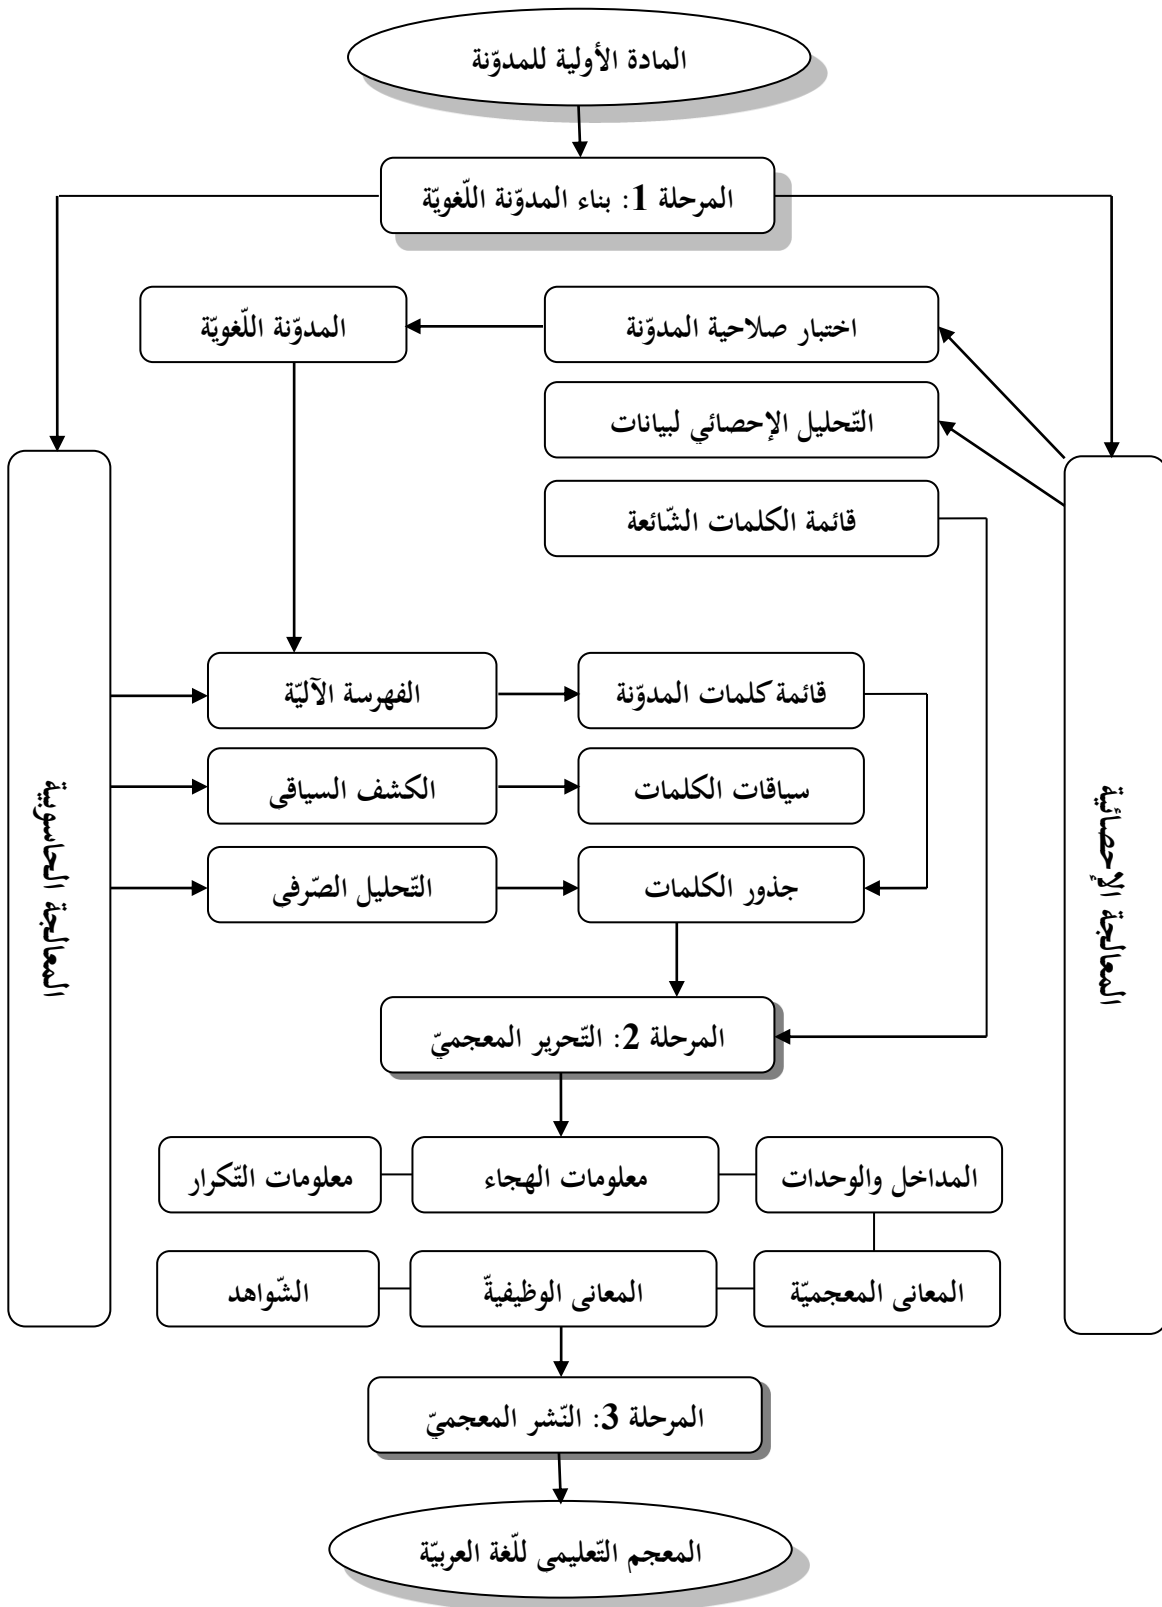 المادة الأولية للمدوّنة
المرحلة 1: بناء المدوّنة اللّغويّة
اختبار صلاحية المدوّنة
المدوّنة اللّغويّة
التّحليل الإحصائي لبيانات
قائمة الكلمات الشّائعة
المعالجة الإحصائية
المعالجة الحاسوبية
قائمة كلمات المدوّنة
الفهرسة الآليّة
سياقات الكلمات
الكشف السياقى
جذور الكلمات
التّحليل الصّرفى
المرحلة 2: التّحرير المعجميّ
المداخل والوحدات
معلومات الهجاء
معلومات التّكرار
المعانى المعجميّة
المعانى الوظيفيةّ
الشّواهد
المرحلة 3: النّشر المعجميّ
المعجم التّعليمى للّغة العربيّة